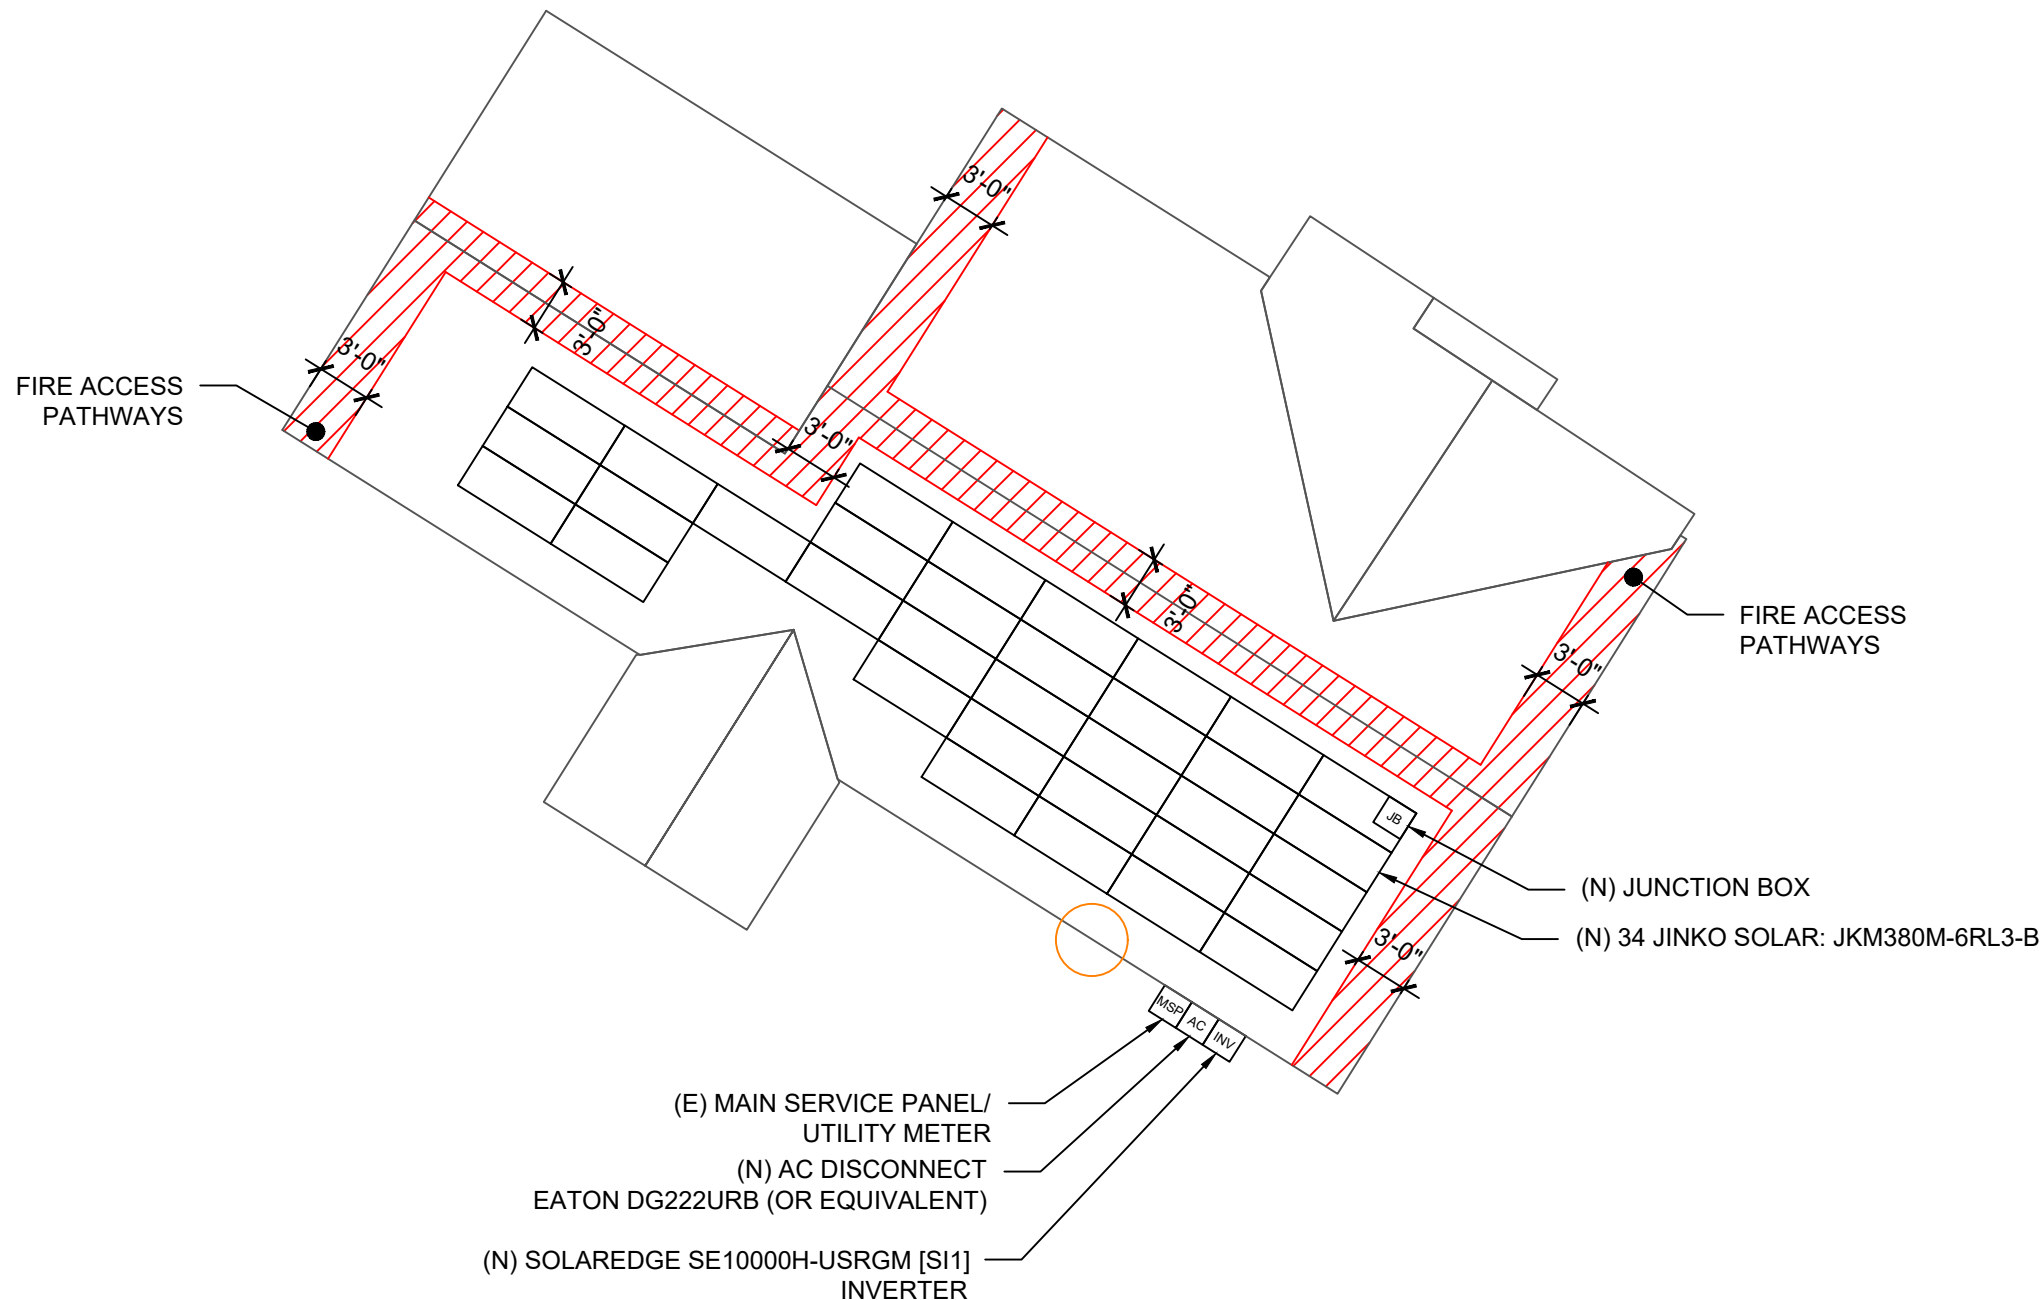 3'-0"
3'-0"
3'-0"
FIRE ACCESS
PATHWAYS
3'-0"
3'-0"
3'-0"
FIRE ACCESS
PATHWAYS
3'-0"
JB
(N) JUNCTION BOX
(N) 34 JINKO SOLAR: JKM380M-6RL3-B
3'-0"
MSP
AC
INV
(E) MAIN SERVICE PANEL/
UTILITY METER
(N) AC DISCONNECT
EATON DG222URB (OR EQUIVALENT)
(N) SOLAREDGE SE10000H-USRGM [SI1]
INVERTER